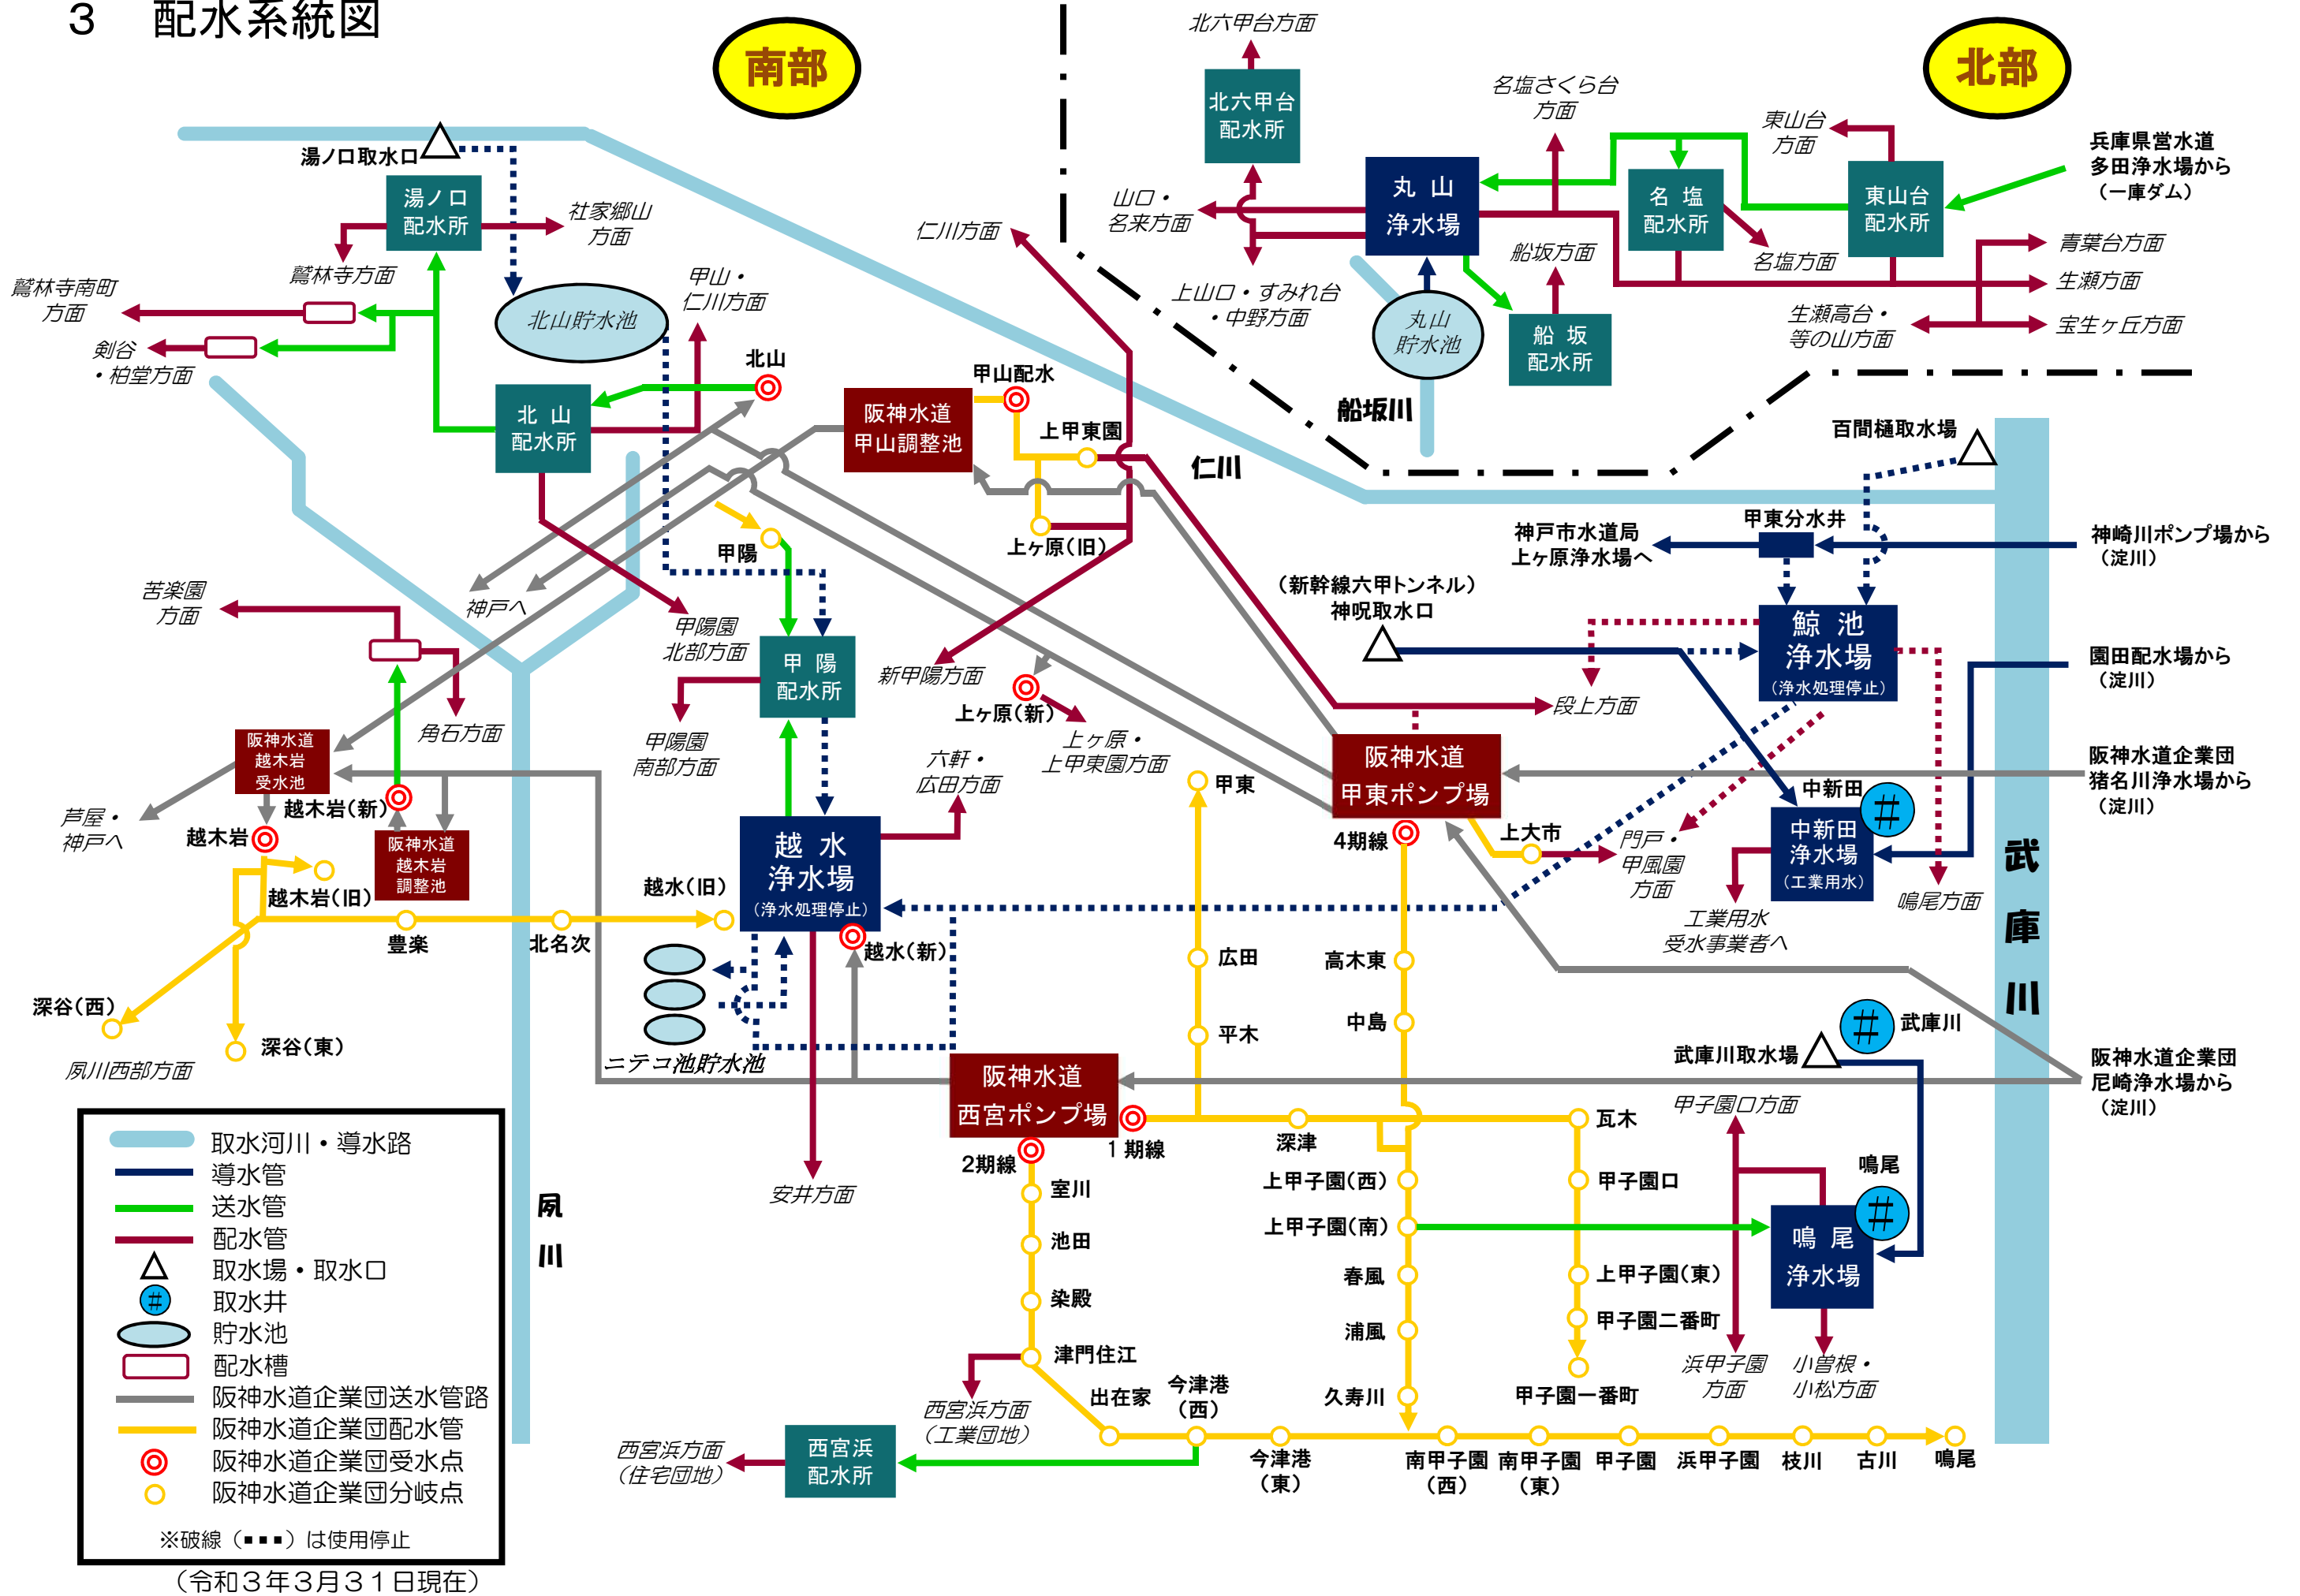 3　配水系統図
南部
北部
北六甲台方面
北六甲台
配水所
名塩さくら台
方面
東山台
方面
兵庫県営水道
多田浄水場から
（一庫ダム）
湯ノ口取水口
湯ノ口
配水所
社家郷山
方面
鷲林寺方面
鷲林寺南町
方面
剣谷
・柏堂方面
北山貯水池
甲山・
仁川方面
仁川方面
山口・
名来方面
丸 山
浄水場
名 塩
配水所
東山台
配水所
船坂方面
名塩方面
青葉台方面
生瀬方面
上山口・すみれ台
・中野方面
丸山
貯水池
船 坂
配水所
生瀬高台・
等の山方面
宝生ヶ丘方面
北山
北 山
配水所
阪神水道
甲山調整池
甲山配水
上甲東園
船坂川
仁川
百間樋取水場
甲陽
上ヶ原（旧）
神戸市水道局
上ヶ原浄水場へ
甲東分水井
神崎川ポンプ場から
（淀川）
苦楽園
方面
神戸へ
甲陽園
北部方面
甲 陽
配水所
新甲陽方面
（新幹線六甲トンネル）
神呪取水口
鯨 池
浄水場
（浄水処理停止）
園田配水場から
（淀川）
角石方面
甲陽園
南部方面
上ヶ原（新）
上ヶ原・
上甲東園方面
段上方面
阪神水道
越木岩
受水池
越木岩（新）
芦屋・
神戸へ
越木岩
阪神水道
越木岩
調整池
越木岩（旧）
六軒・
広田方面
甲東
阪神水道
甲東ポンプ場
4期線
上大市
門戸・
甲風園
方面
中新田
中新田
浄水場
（工業用水）
阪神水道企業団
猪名川浄水場から
（淀川）
越 水
浄水場
（浄水処理停止）
越水（旧）
越水（新）
豊楽
北名次
広田
高木東
工業用水
受水事業者へ
鳴尾方面
武
庫
川
深谷（西）
深谷（東）
夙川西部方面
ニテコ池貯水池
平木
中島
武庫川
武庫川取水場
阪神水道企業団
尼崎浄水場から
（淀川）
阪神水道
西宮ポンプ場
1 期線
2期線
深津
瓦木
甲子園口方面
安井方面
室川
池田
染殿
津門住江
上甲子園（西）
上甲子園（南）
春風
浦風
久寿川
甲子園口
上甲子園（東）
甲子園二番町
甲子園一番町
鳴尾
鳴 尾
浄水場
浜甲子園
方面
小曽根・
小松方面
夙
川
西宮浜方面
（工業団地）
出在家
今津港
（西）
今津港
（東）
南甲子園
（西）
南甲子園
（東）
甲子園
浜甲子園
枝川
古川
鳴尾
西宮浜方面
（住宅団地）
西宮浜
配水所
取水河川・導水路
導水管
送水管
配水管
取水場・取水口
取水井
貯水池
配水槽
阪神水道企業団送水管路
阪神水道企業団配水管
阪神水道企業団受水点
阪神水道企業団分岐点
※破線（▪▪▪）は使用停止
（令和３年３月３１日現在）